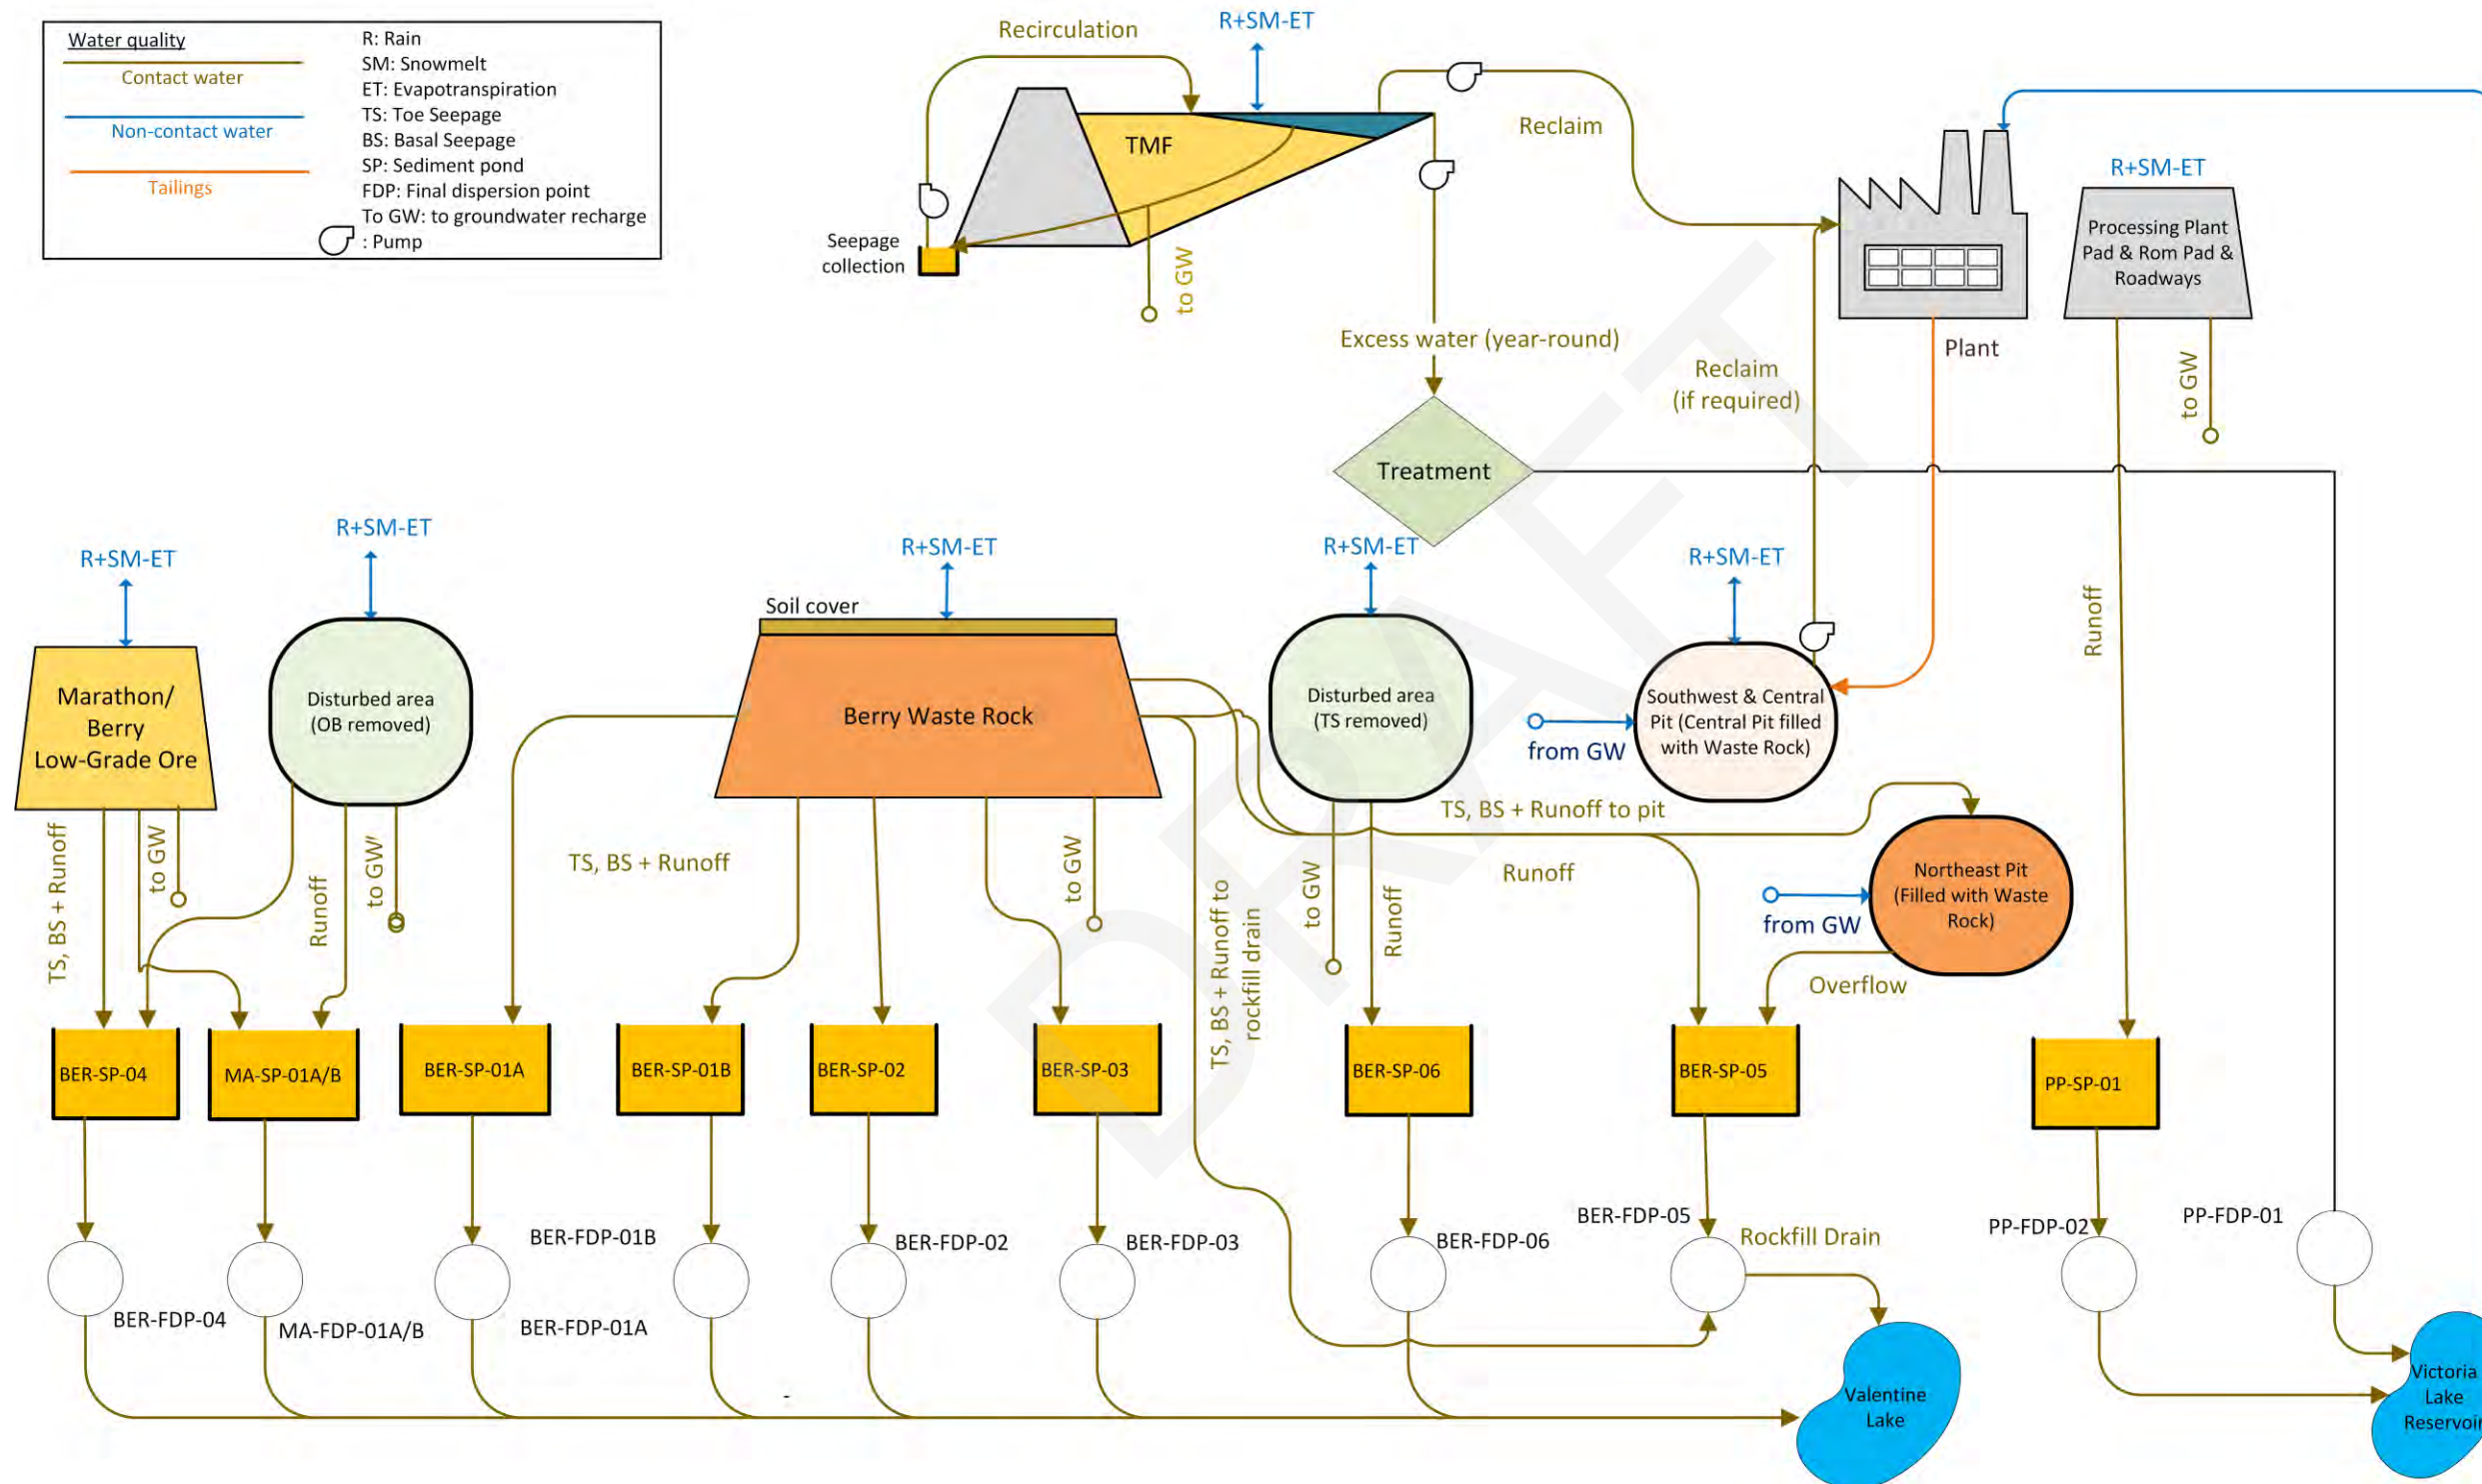 Water quality
Contact water
Non-contact water
Tailings
R: Rain
SM: Snowmelt
ET: Evapotranspiration
TS: Toe Seepage
BS: Basal Seepage
SP: Sediment pond
FDP: Final dispersion point
To GW: to groundwater recharge
: Pump
Recirculation
R+SM-ET
TMF
Reclaim
Seepage
collection
to GW
Excess water (year-round)
Treatment
Reclaim
(if required)
Plant
R+SM-ET
Processing Plant
Pad & Rom Pad &
Roadways
to GW
Runoff
R+SM-ET
Marathon/
Berry
Low-Grade Ore
R+SM-ET
Disturbed area
(OB removed)
R+SM-ET
Soil cover
Berry Waste Rock
R+SM-ET
Disturbed area
(TS removed)
R+SM-ET
Southwest & Central
Pit (Central Pit filled
with Waste Rock)
from GW
TS, BS + Runoff to pit
Northeast Pit
(Filled with Waste
Rock)
from GW
Overflow
TS, BS + Runoff
to GW
Runoff
to GW
TS, BS + Runoff
to GW
TS, BS + Runoff to
rockfill drain
to GW
Runoff
Runoff
DRAFT
BER-SP-04
MA-SP-01A/B
BER-SP-01A
BER-SP-01B
BER-SP-02
BER-SP-03
BER-SP-06
BER-SP-05
PP-SP-01
BER-FDP-04
MA-FDP-01A/B
BER-FDP-01B
BER-FDP-01A
BER-FDP-02
BER-FDP-03
BER-FDP-06
BER-FDP-05
Rockfill Drain
PP-FDP-02
PP-FDP-01
-
Valentine
Lake
Victoria
Lake
Reservoir